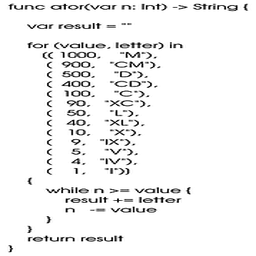 func ator(var n: Int) -> String {
var result = ""
for (value, letter) in
(( 1000, "M"),
( 900, "CM"),
( 500, "D"),
( 400, "CD"),
( 100, "C"),
( 90, "XC"),
( 50, "L"),
( 40, "XL"),
( 10, "X"),
( 9, "IX"),
( 5, "V"),
( 4, "IV"),
( 1, "I"))
{
while n >= value {
result += letter
n -= value
}
}
return result
}